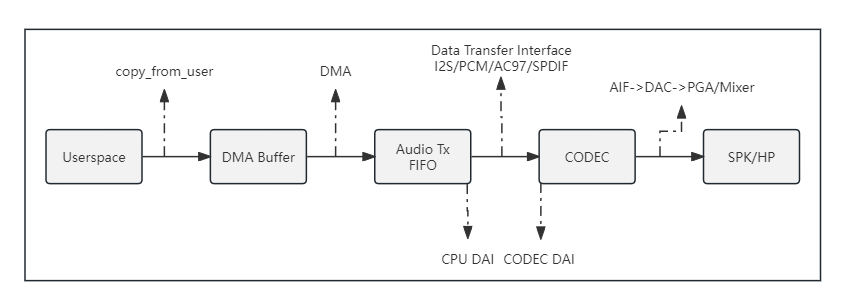 Data Transfer Interface
I2S/PCM/AC97/SPDIF
copy_from_user
DMA
AIF->DAC->PGA/Mixer
Userspace
DMA Buffer
Audio Tx
FIFO
CODEC
SPK/HP
CPU DAI
CODEC DAI